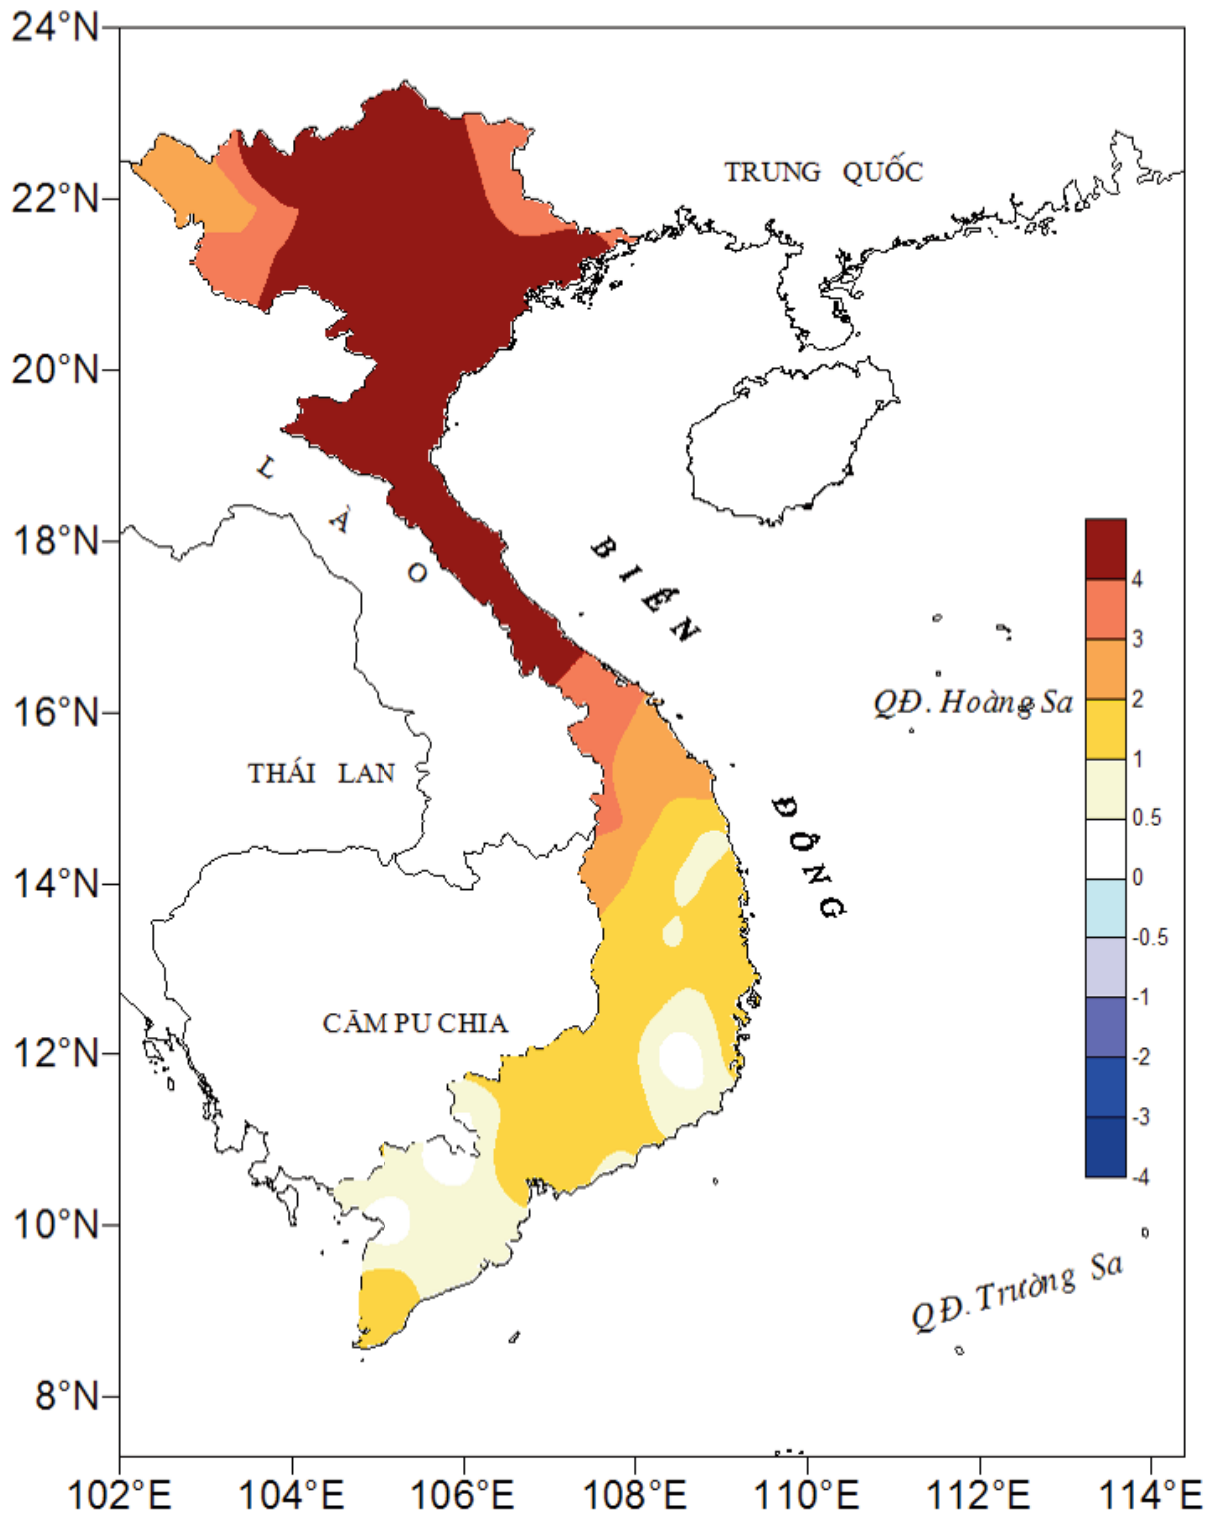 24°N
22°N
20°N
18°N
16°N
14°N
12°N
10°N
8°N
TRUNG QUỐC
LÀO
BIỂN
ĐÔNG
QĐ. Hoàng Sa
THÁI LAN
CĂM PU CHIA
QĐ. Trường Sa
4
3
2
1
0.5
0
-0.5
-1
-2
-3
-4
102°E
104°E
106°E
108°E
110°E
112°E
114°E